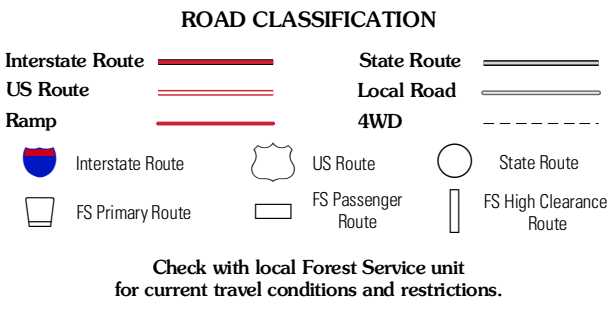 ROAD CLASSIFICATION
Interstate Route
State Route
US Route
Local Road
Ramp
4WD
Interstate Route
US Route
State Route
FS Primary Route
FS Passenger
Route
FS High Clearance
Route
Check with local Forest Service unit
for current travel conditions and restrictions.